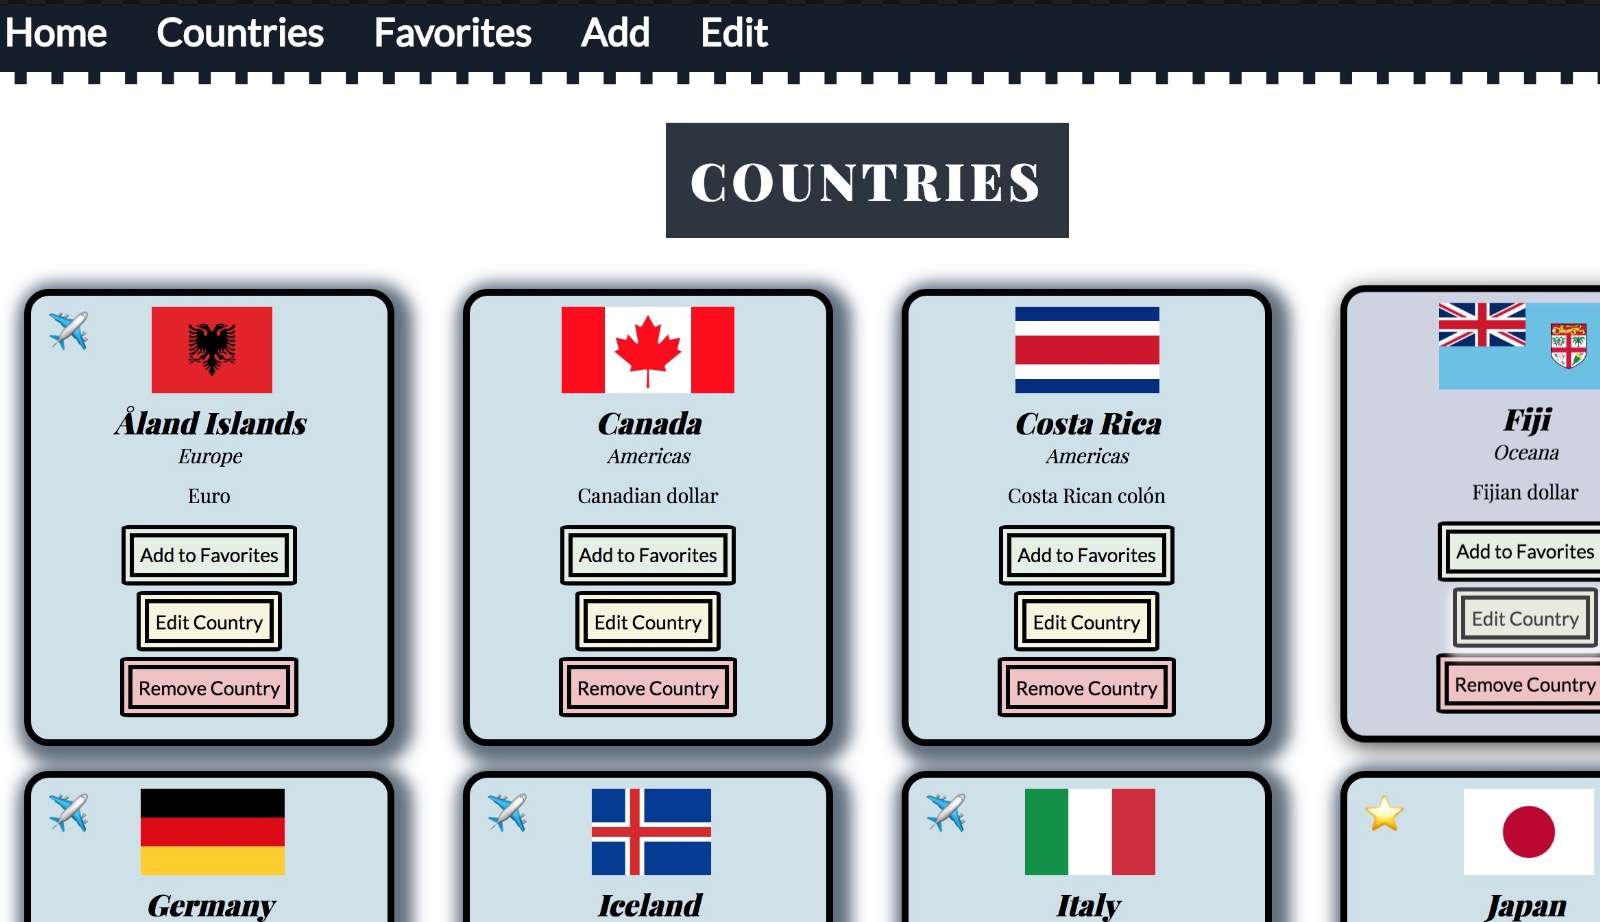 Home Countries Favorites Add Edit
COUNTRIES
Åland Islands
Europe
Euro
Add to Favorites
Edit Country
Remove Country
Canada
Americas
Canadian dollar
Add to Favorites
Edit Country
Remove Country
Costa Rica
Americas
Costa Rican colón
Add to Favorites
Edit Country
Remove Country
Fiji
Oceana
Fijian dollar
Add to Favorites
Edit Country
Remove Country
Germany
Iceland
Italy
Japan